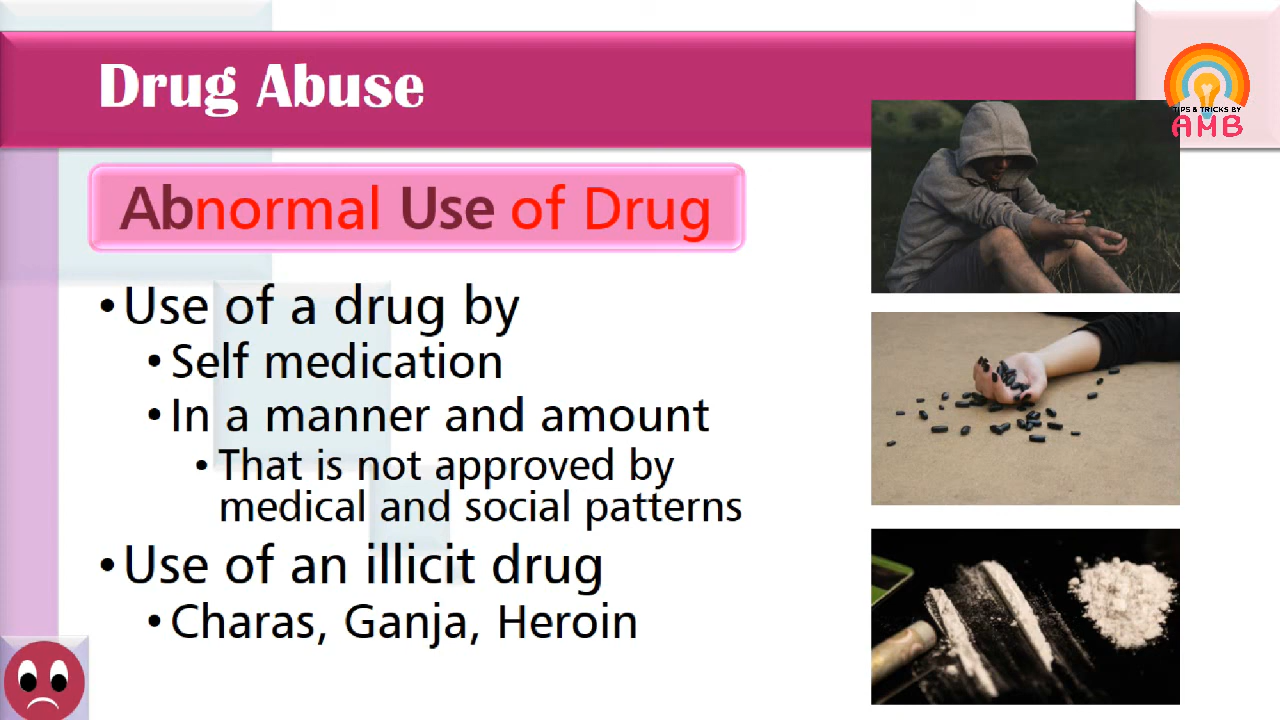 Drug Abuse
TIPS & TRICKS BY
AMB
Abnormal Use of Drug
•Use of a drug by
•Self medication
•In a manner and amount
•That is not approved by
medical and social patterns
•Use of an illicit drug
•Charas, Ganja, Heroin